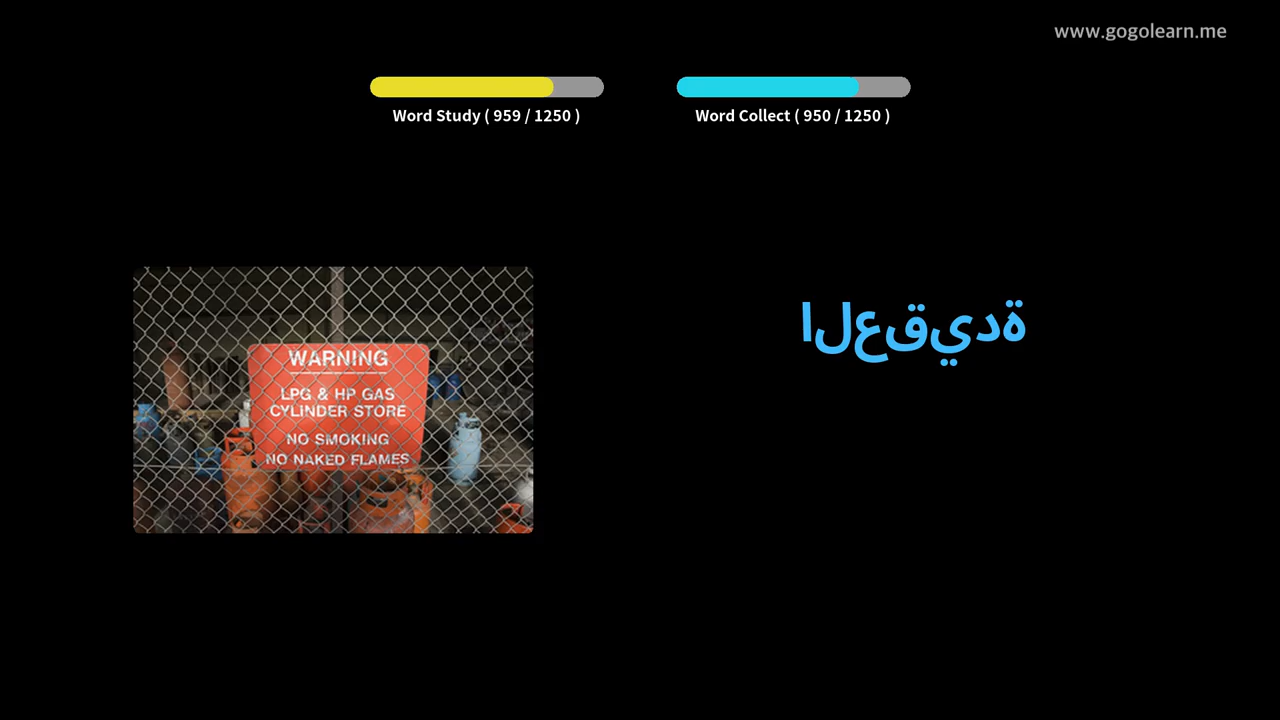 www.gogolearn.me
Word Study ( 959 / 1250 )
Word Collect ( 950 / 1250 )
WARNING
LPG & HP GAS
CYLINDER STORE
NO SMOKING
NO NAKED FLAMES
العقيدة